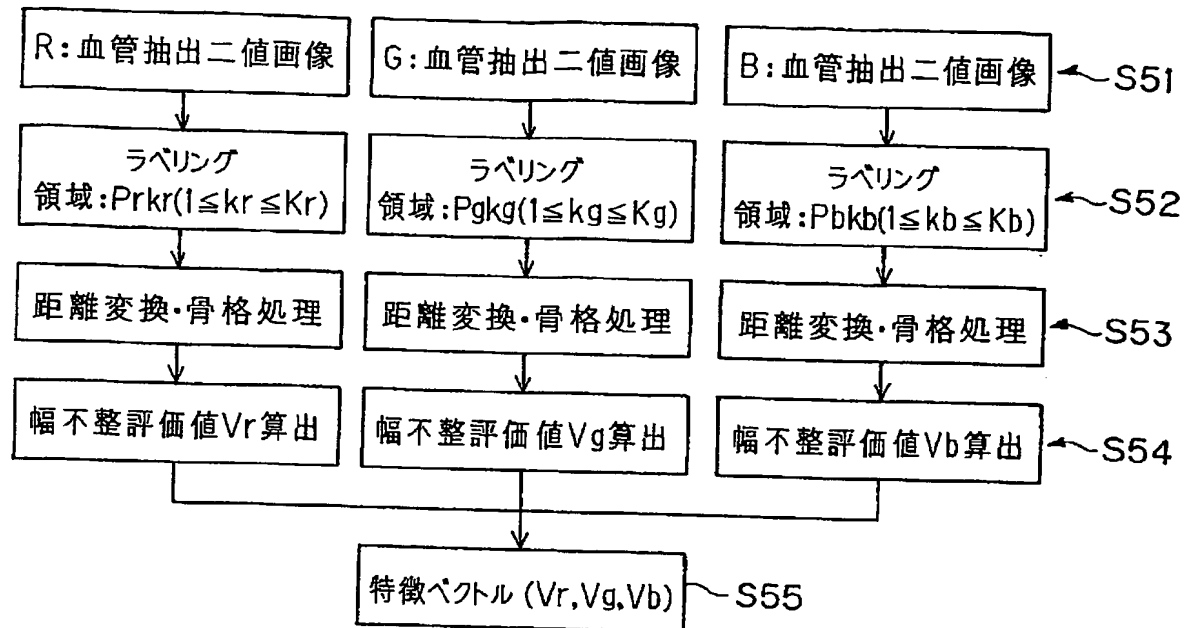 R:血管抽出二値画像
G:血管抽出二値画像
B:血管抽出二値画像
S51
ラベリング
領域:Prkr(1≦kr≦Kr)
ラベリング
領域:Pgkg(1≦kg≦Kg)
ラベリング
領域:Pbkb(1≦kb≦Kb)
S52
距離変換・骨格処理
距離変換・骨格処理
距離変換・骨格処理
S53
幅不整評価値Vr算出
幅不整評価値Vg算出
幅不整評価値Vb算出
S54
特徴ベクトル(Vr,Vg,Vb)
S55